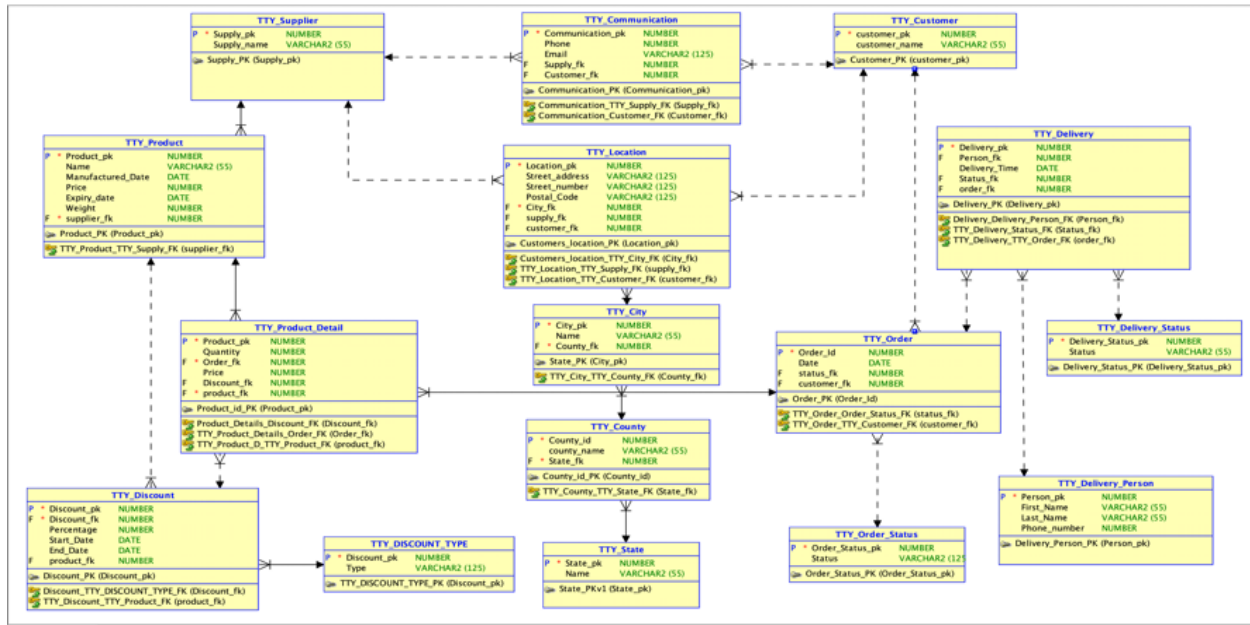 TTY_Supplier
P * Supply_pk NUMBER
Supply_name VARCHAR2 (55)
Supply_PK (Supply_pk)
TTY_Communication
P * Communication_pk NUMBER
Phone NUMBER
Email VARCHAR2 (125)
F Supply_fk NUMBER
F Customer_fk NUMBER
Communication_PK (Communication_pk)
Communication_TTY_Supply_FK (Supply_fk)
Communication_Customer_FK (Customer_fk)
TTY_Customer
P * customer_pk NUMBER
customer_name VARCHAR2 (55)
Customer_PK (customer_pk)
TTY_Product
P * Product_pk NUMBER
Name VARCHAR2 (55)
Manufactured_Date DATE
Price NUMBER
Expiry_date DATE
Weight NUMBER
F * supplier_fk NUMBER
Product_PK (Product_pk)
TTY_Product_TTY_Supply_FK (supplier_fk)
TTY_Location
P * Location_pk NUMBER
Street_address VARCHAR2 (125)
Street_number VARCHAR2 (125)
Postal_Code VARCHAR2 (125)
F * City_fk NUMBER
F supply_fk NUMBER
F customer_fk NUMBER
Customers_location_PK (Location_pk)
Customers_location_TTY_City_FK (City_fk)
TTY_Location_TTY_Supply_FK (supply_fk)
TTY_Location_TTY_Customer_FK (customer_fk)
TTY_Delivery
P * Delivery_pk NUMBER
F Person_fk NUMBER
Delivery_Time DATE
F Status_fk NUMBER
F order_fk NUMBER
Delivery_PK (Delivery_pk)
Delivery_Delivery_Person_FK (Person_fk)
TTY_Delivery_Status_FK (Status_fk)
TTY_Delivery_TTY_Order_FK (order_fk)
TTY_Product_Detail
P * Product_pk NUMBER
Quantity NUMBER
F * Order_fk NUMBER
Price NUMBER
F Discount_fk NUMBER
F * product_fk NUMBER
Product_id_PK (Product_pk)
Product_Details_Discount_FK (Discount_fk)
TTY_Product_Details_Order_FK (Order_fk)
TTY_Product_D_TTY_Product_FK (product_fk)
TTY_City
P * City_pk NUMBER
Name VARCHAR2 (55)
F * County_fk NUMBER
State_PK (City_pk)
TTY_City_TTY_County_FK (County_fk)
TTY_Order
P * Order_Id NUMBER
Date DATE
F status_fk NUMBER
F customer_fk NUMBER
Order_PK (Order_Id)
TTY_Order_Order_Status_FK (status_fk)
TTY_Order_TTY_Customer_FK (customer_fk)
TTY_Delivery_Status
P * Delivery_Status_pk NUMBER
Status VARCHAR2 (55)
Delivery_Status_PK (Delivery_Status_pk)
TTY_County
P * County_id NUMBER
county_name VARCHAR2 (55)
F * State_fk NUMBER
County_id_PK (County_id)
TTY_County_TTY_State_FK (State_fk)
TTY_Discount
P * Discount_pk NUMBER
F * Discount_fk NUMBER
Percentage NUMBER
Start_Date DATE
End_Date DATE
F product_fk NUMBER
Discount_PK (Discount_pk)
Discount_TTY_DISCOUNT_TYPE_FK (Discount_fk)
TTY_Discount_TTY_Product_FK (product_fk)
TTY_DISCOUNT_TYPE
P * Discount_pk NUMBER
Type VARCHAR2 (125)
TTY_DISCOUNT_TYPE_PK (Discount_pk)
TTY_State
P * State_pk NUMBER
Name VARCHAR2 (55)
State_PKv1 (State_pk)
TTY_Order_Status
P * Order_Status_pk NUMBER
Status VARCHAR2 (125
Order_Status_PK (Order_Status_pk)
TTY_Delivery_Person
P * Person_pk NUMBER
First_Name VARCHAR2 (55)
Last_Name VARCHAR2 (55)
Phone_number NUMBER
Delivery_Person_PK (Person_pk)